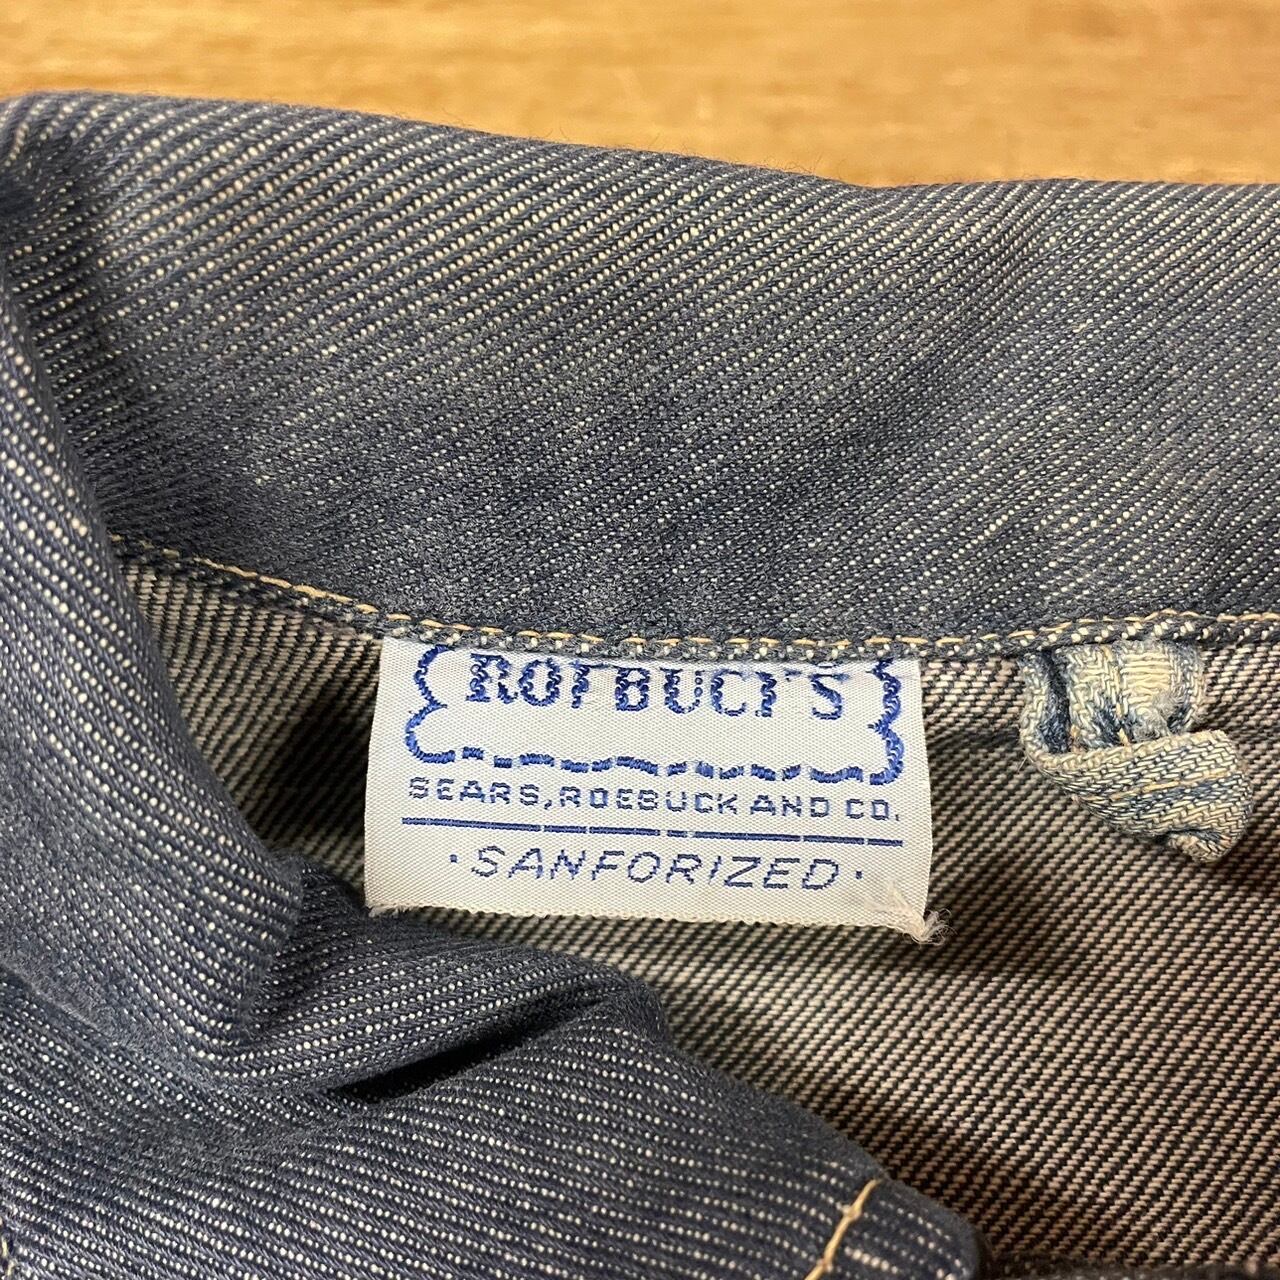 ROEBUCK'S
SEARS, ROEBUCK AND CO.
· SANFORIZED ·